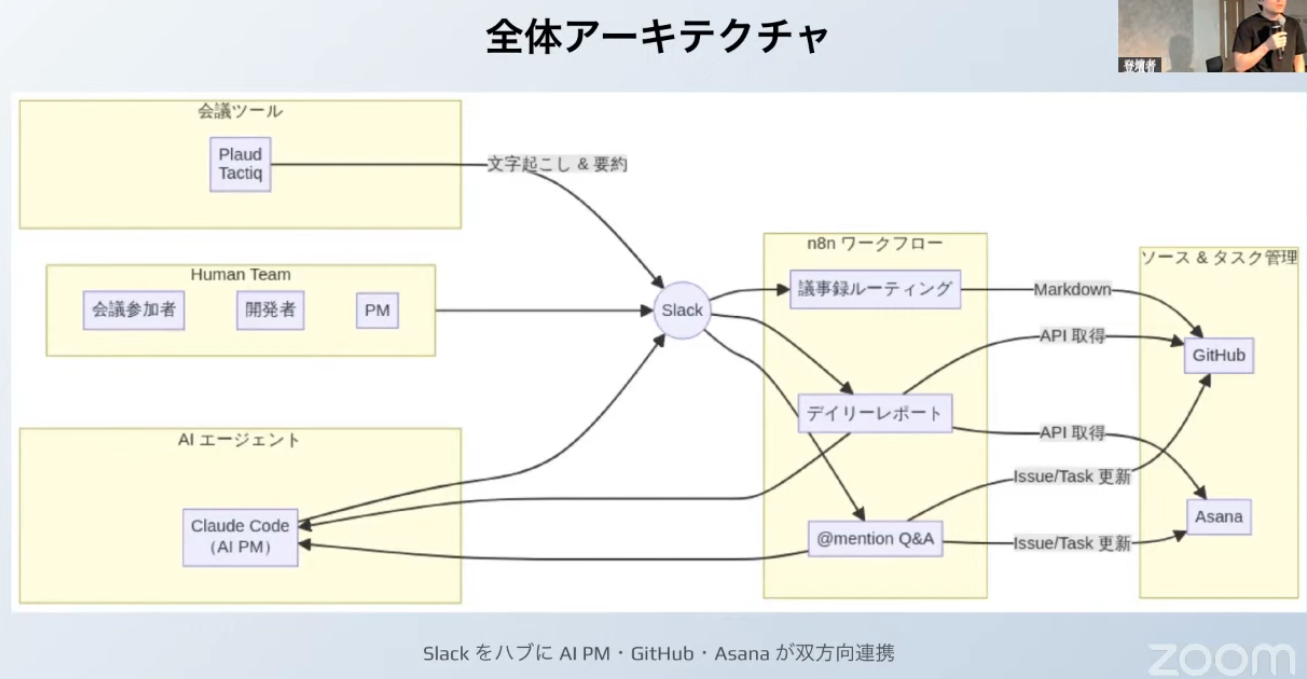 全体アーキテクチャ
登壇者
会議ツール
Plaud
Tactiq
文字起こし & 要約
Human Team
会議参加者
開発者
PM
Slack
AI エージェント
Claude Code
（AI PM）
n8n ワークフロー
議事録ルーティング
デイリーレポート
@mention Q&A
Markdown
API 取得
API 取得
Issue/Task 更新
Issue/Task 更新
ソース & タスク管理
GitHub
Asana
Slack をハブに AI PM・GitHub・Asana が双方向連携
zoom